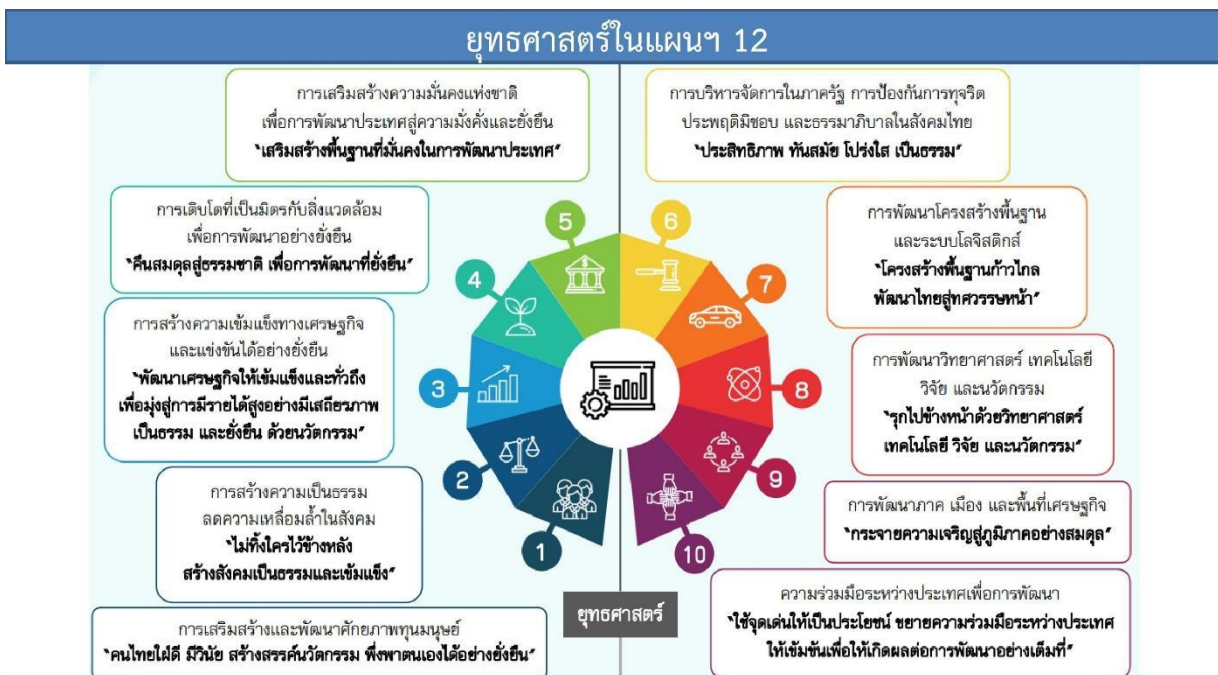 ยุทธศาสตร์ในแผนฯ 12
การเสริมสร้างความมั่นคงแห่งชาติ
เพื่อการพัฒนาประเทศสู่ความมั่งคั่งและยั่งยืน
“เสริมสร้างพื้นฐานที่มั่นคงในการพัฒนาประเทศ”
การบริหารจัดการในภาครัฐ การป้องกันการทุจริต
ประพฤติมิชอบ และธรรมาภิบาลในสังคมไทย
“ประสิทธิภาพ ทันสมัย โปร่งใส เป็นธรรม”
การเติบโตที่เป็นมิตรกับสิ่งแวดล้อม
เพื่อการพัฒนาอย่างยั่งยืน
“คืนสมดุลสู่ธรรมชาติ เพื่อการพัฒนาที่ยั่งยืน”
การพัฒนาโครงสร้างพื้นฐาน
และระบบโลจิสติกส์
“โครงสร้างพื้นฐานก้าวไกล
พัฒนาไทยสู่ทศวรรษหน้า”
การสร้างความเข้มแข็งทางเศรษฐกิจ
และแข่งขันได้อย่างยั่งยืน
“พัฒนาเศรษฐกิจให้เข้มแข็งและทั่วถึง
เพื่อมุ่งสู่การมีรายได้สูงอย่างมีเสถียรภาพ
เป็นธรรม และยั่งยืน ด้วยนวัตกรรม”
การพัฒนาวิทยาศาสตร์ เทคโนโลยี
วิจัย และนวัตกรรม
“รุกไปข้างหน้าด้วยวิทยาศาสตร์
เทคโนโลยี วิจัย และนวัตกรรม”
การสร้างความเป็นธรรม
ลดความเหลื่อมล้ำในสังคม
“ไม่ทิ้งใครไว้ข้างหลัง
สร้างสังคมเป็นธรรมและเข้มแข็ง”
การพัฒนาภาค เมือง และพื้นที่เศรษฐกิจ
“กระจายความเจริญสู่ภูมิภาคอย่างสมดุล”
การเสริมสร้างและพัฒนาศักยภาพทุนมนุษย์
“คนไทยใฝ่ดี มีวินัย สร้างสรรค์นวัตกรรม พึ่งพาตนเองได้อย่างยั่งยืน”
ความร่วมมือระหว่างประเทศเพื่อการพัฒนา
“ใช้จุดเด่นให้เป็นประโยชน์ ขยายความร่วมมือระหว่างประเทศ
ให้เข้มข้นเพื่อให้เกิดผลต่อการพัฒนาอย่างเต็มที่”
5
6
4
7
3
8
2
9
1
10
ยุทธศาสตร์